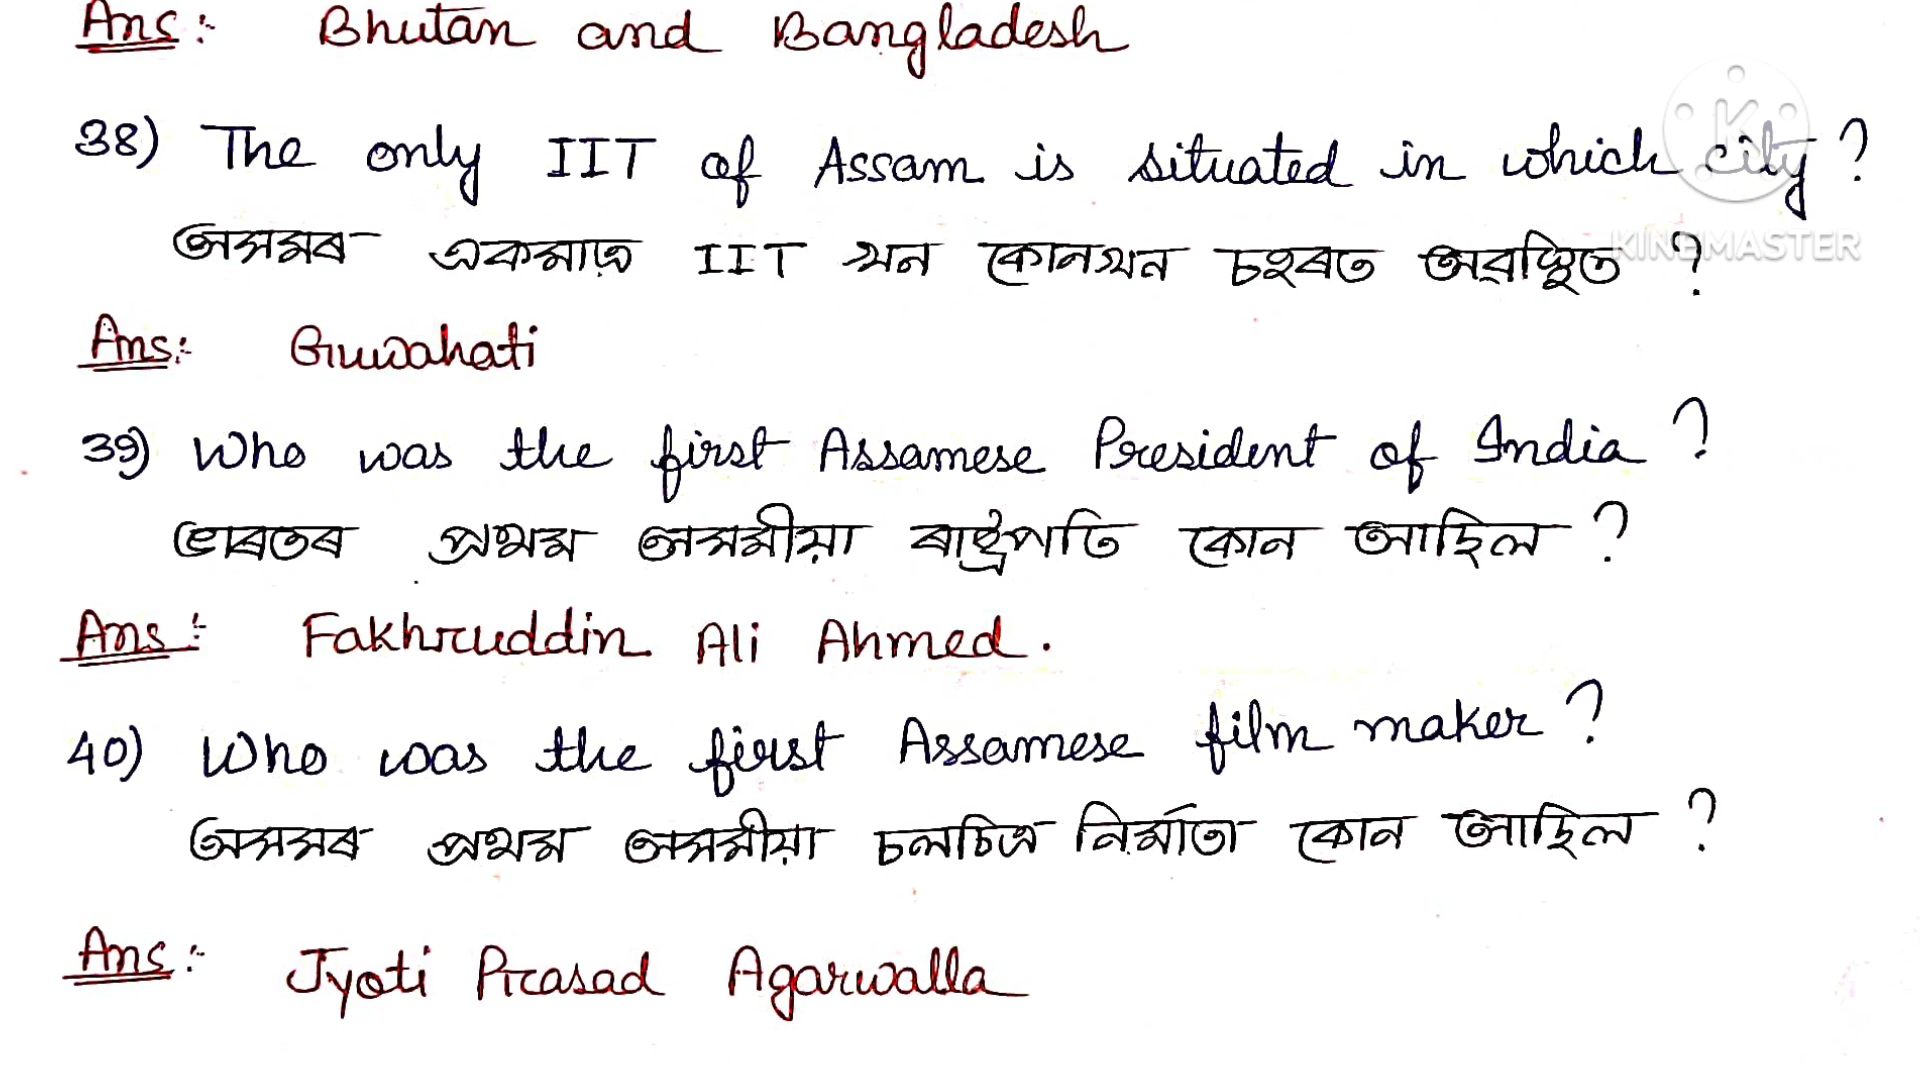 Ans:- Bhutan and Bangladesh
38) The only IIT of Assam is situated in which city ?
অসমৰ একমাত্ৰ IIT খন কোনখন চহৰত অৱস্থিত ?
KINEMASTER
Ans:- Guwahati
39) Who was the first Assamese President of India ?
ভাৰতৰ প্ৰথম অসমীয়া ৰাষ্ট্ৰপতি কোন আছিল ?
Ans:- Fakhruddin Ali Ahmed.
40) Who was the first Assamese film maker ?
অসমৰ প্ৰথম অসমীয়া চলচিত্ৰ নিৰ্মাতা কোন আছিল ?
Ans:- Jyoti Prasad Agarwalla